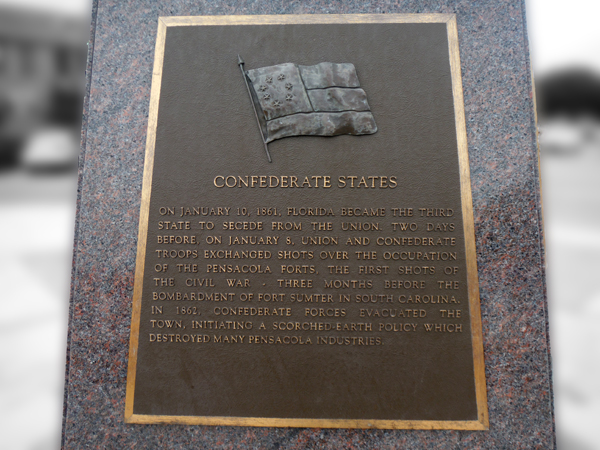 CONFEDERATE STATES
ON JANUARY 10, 1861, FLORIDA BECAME THE THIRD
STATE TO SECEDE FROM THE UNION. TWO DAYS
BEFORE, ON JANUARY 8, UNION AND CONFEDERATE
TROOPS EXCHANGED SHOTS OVER THE OCCUPATION
OF THE PENSACOLA FORTS, THE FIRST SHOTS OF
THE CIVIL WAR - THREE MONTHS BEFORE THE
BOMBARDMENT OF FORT SUMTER IN SOUTH CAROLINA.
IN 1862, CONFEDERATE FORCES EVACUATED THE
TOWN, INITIATING A SCORCHED-EARTH POLICY WHICH
DESTROYED MANY PENSACOLA INDUSTRIES.